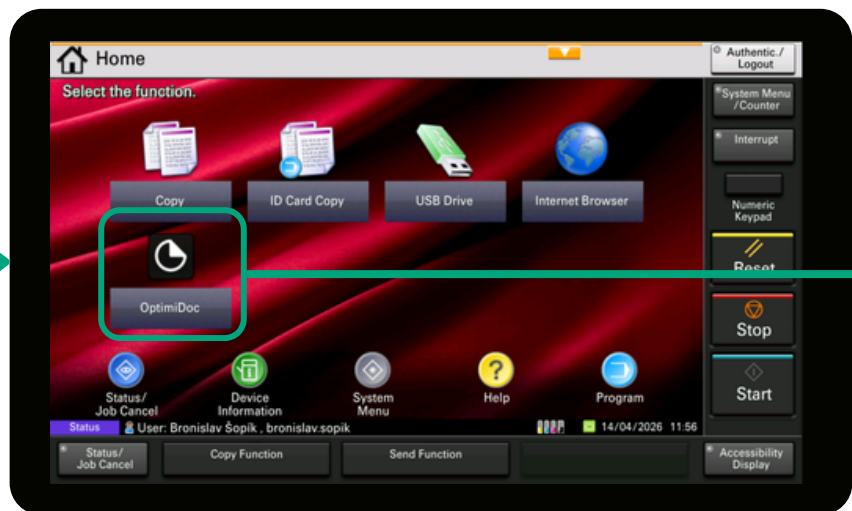 Home
Authentic./
Logout
Select the function.
System Menu
/Counter
Interrupt
Copy
ID Card Copy
USB Drive
Internet Browser
Numeric
Keypad
Reset
OptimiDoc
Stop
Status/
Job Cancel
Device
Information
System
Menu
Help
Program
Start
Status
User: Bronislav Šopík , bronislav.sopik
14/04/2026 11:56
Status/
Job Cancel
Copy Function
Send Function
Accessibility
Display